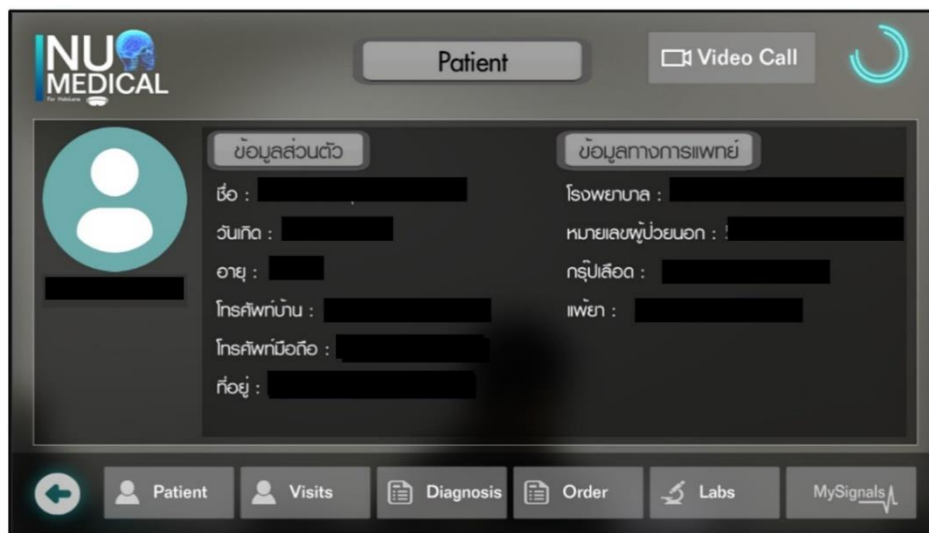 NU
MEDICAL
For HoloLens
Patient
Video Call
ข้อมูลส่วนตัว
ชื่อ :
วันเกิด :
อายุ :
โทรศัพท์บ้าน :
โทรศัพท์มือถือ :
ที่อยู่ :
ข้อมูลทางการแพทย์
โรงพยาบาล :
หมายเลขผู้ป่วยนอก :
กรุ๊ปเลือด :
แพ้ยา :
Patient
Visits
Diagnosis
Order
Labs
MySignals